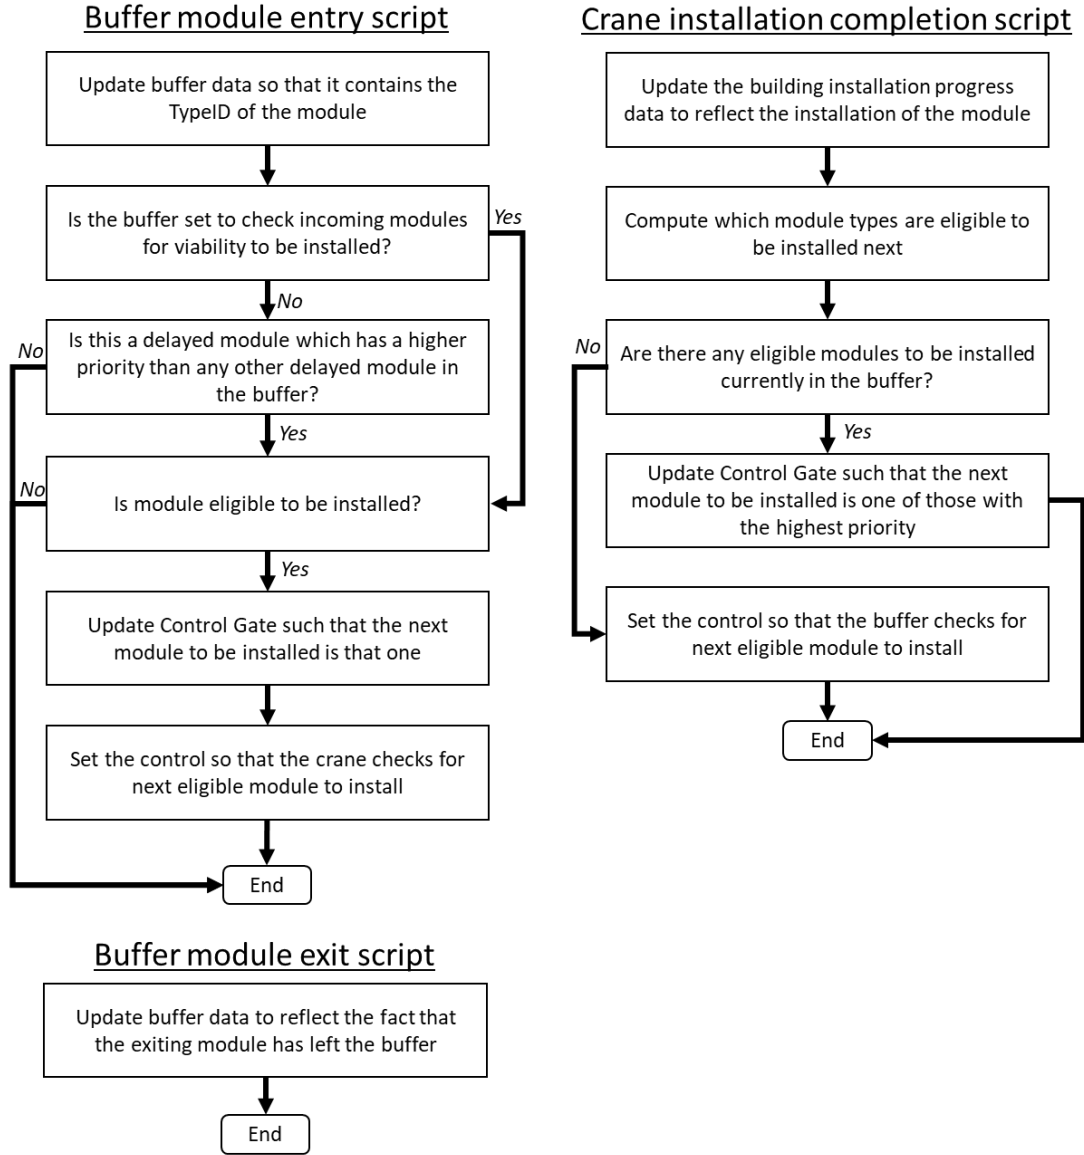 Buffer module entry script
Update buffer data so that it contains the
TypeID of the module
Is the buffer set to check incoming modules
for viability to be installed?
Yes
No
Is this a delayed module which has a higher
priority than any other delayed module in
the buffer?
No
Yes
Is module eligible to be installed?
No
Yes
Update Control Gate such that the next
module to be installed is that one
Set the control so that the crane checks for
next eligible module to install
End
Crane installation completion script
Update the building installation progress
data to reflect the installation of the module
Compute which module types are eligible to
be installed next
Are there any eligible modules to be installed
currently in the buffer?
No
Yes
Update Control Gate such that the next
module to be installed is one of those with
the highest priority
Set the control so that the buffer checks for
next eligible module to install
End
Buffer module exit script
Update buffer data to reflect the fact that
the exiting module has left the buffer
End